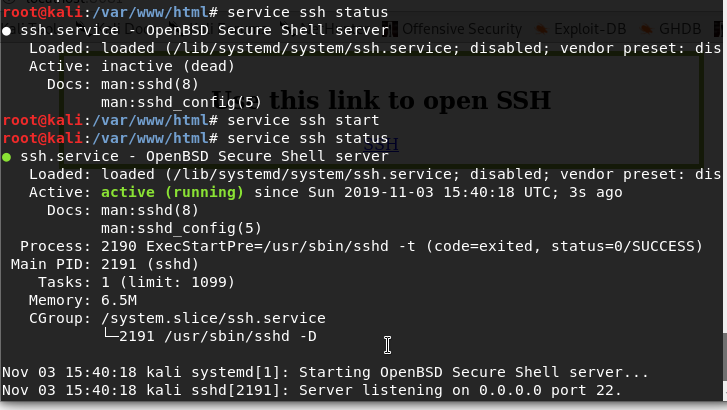 root@kali:/var/www/html# service ssh status
Offensive Security Exploit-DB GHDB
● ssh.service - OpenBSD Secure Shell server
Loaded: loaded (/lib/systemd/system/ssh.service; disabled; vendor preset: dis
Active: inactive (dead)
Docs: man:sshd(8)
man:sshd_config(5)
this link to open SSH
root@kali:/var/www/html# service ssh start
root@kali:/var/www/html# service ssh status
SSH
● ssh.service - OpenBSD Secure Shell server
Loaded: loaded (/lib/systemd/system/ssh.service; disabled; vendor preset: dis
Active: active (running) since Sun 2019-11-03 15:40:18 UTC; 3s ago
Docs: man:sshd(8)
man:sshd_config(5)
Process: 2190 ExecStartPre=/usr/sbin/sshd -t (code=exited, status=0/SUCCESS)
Main PID: 2191 (sshd)
Tasks: 1 (limit: 1099)
Memory: 6.5M
CGroup: /system.slice/ssh.service
└─2191 /usr/sbin/sshd -D
Nov 03 15:40:18 kali systemd[1]: Starting OpenBSD Secure Shell server...
Nov 03 15:40:18 kali sshd[2191]: Server listening on 0.0.0.0 port 22.